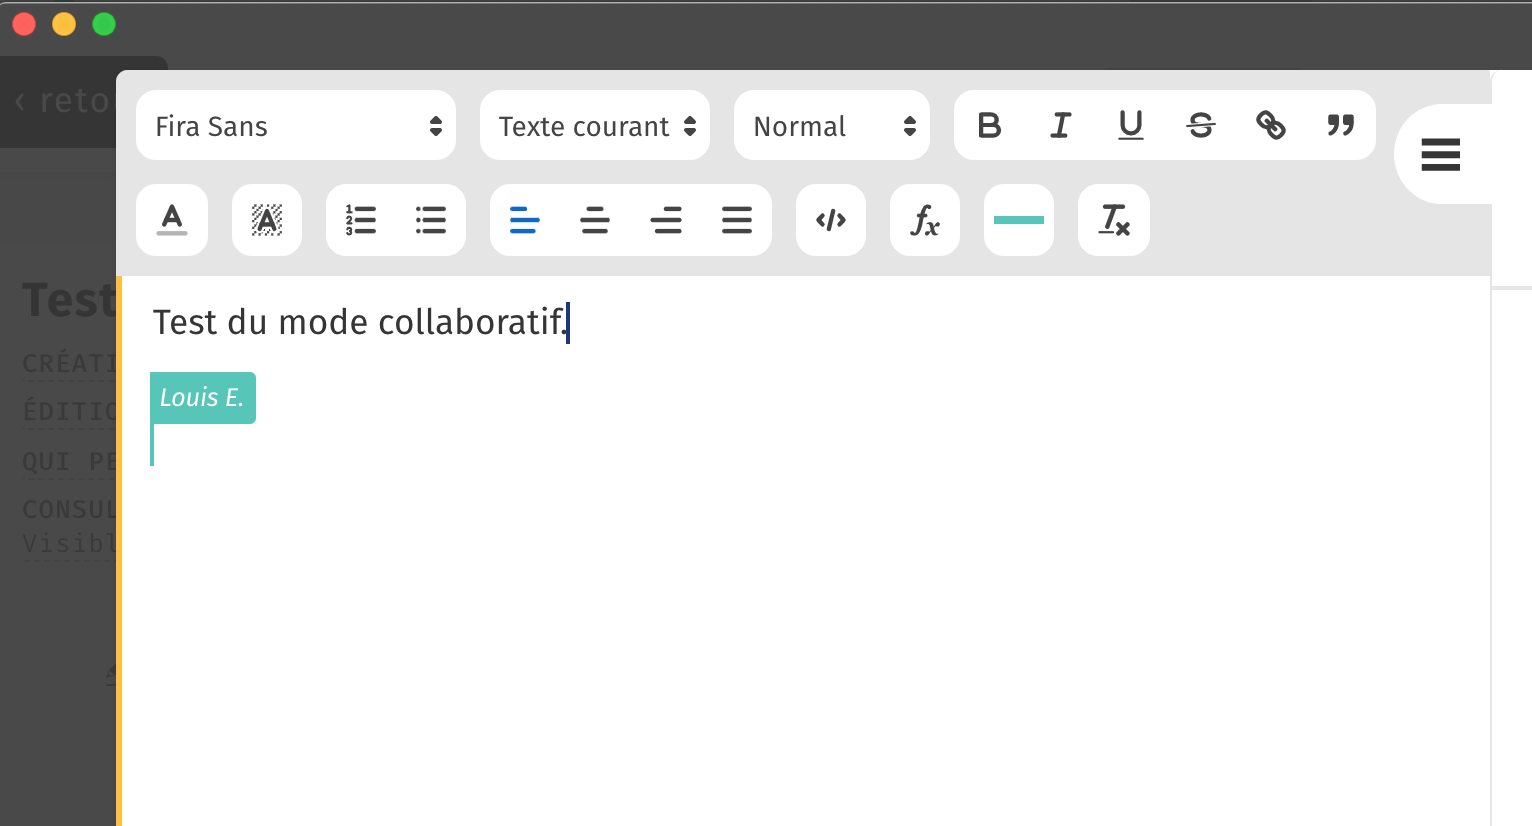 ‹ reto
Fira Sans
Texte courant
Normal
Test
CRÉATI
ÉDITIO
QUI PE
CONSUL
Visibl
Test du mode collaboratif.
Louis E.